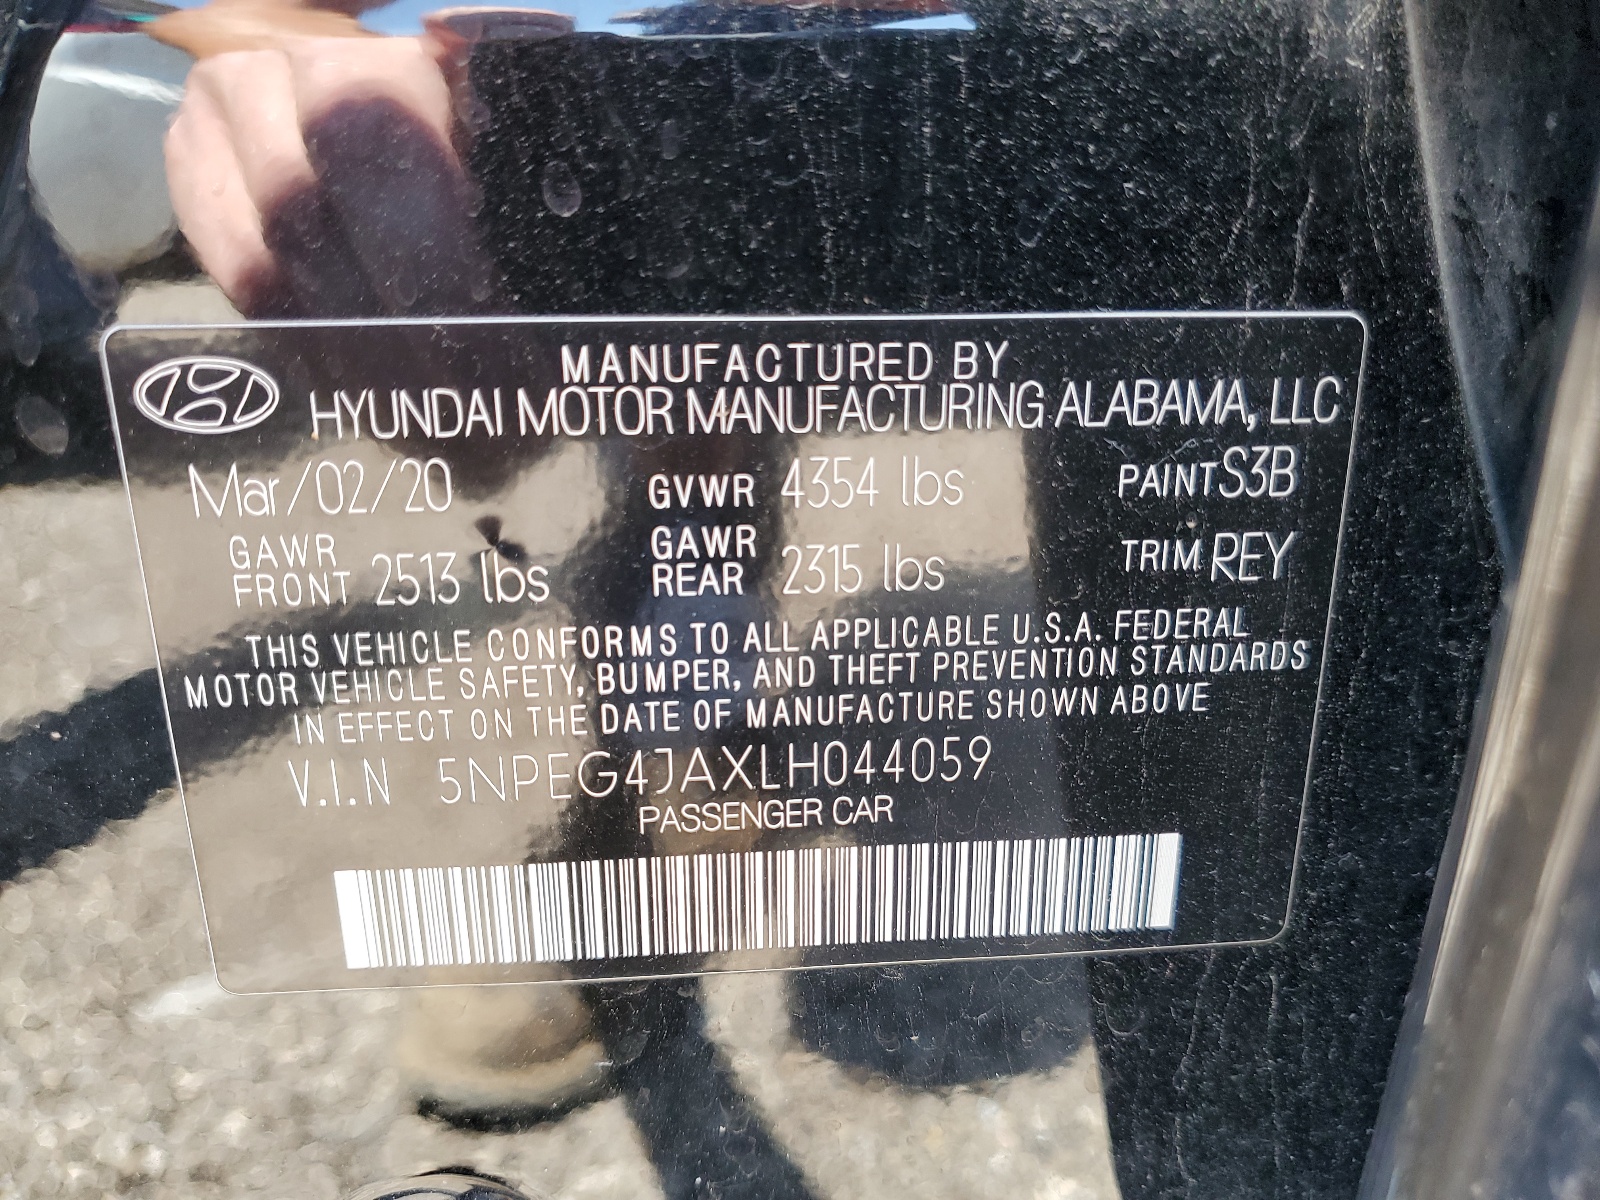 MANUFACTURED BY
HYUNDAI MOTOR MANUFACTURING ALABAMA, LLC
Mar/02/20 GVWR 4354 lbs PAINT S3B
GAWR FRONT 2513 lbs GAWR REAR 2315 lbs TRIM REY
THIS VEHICLE CONFORMS TO ALL APPLICABLE U.S.A. FEDERAL
MOTOR VEHICLE SAFETY, BUMPER, AND THEFT PREVENTION STANDARDS
IN EFFECT ON THE DATE OF MANUFACTURE SHOWN ABOVE
V.I.N 5NPEG4JAXLH044059
PASSENGER CAR